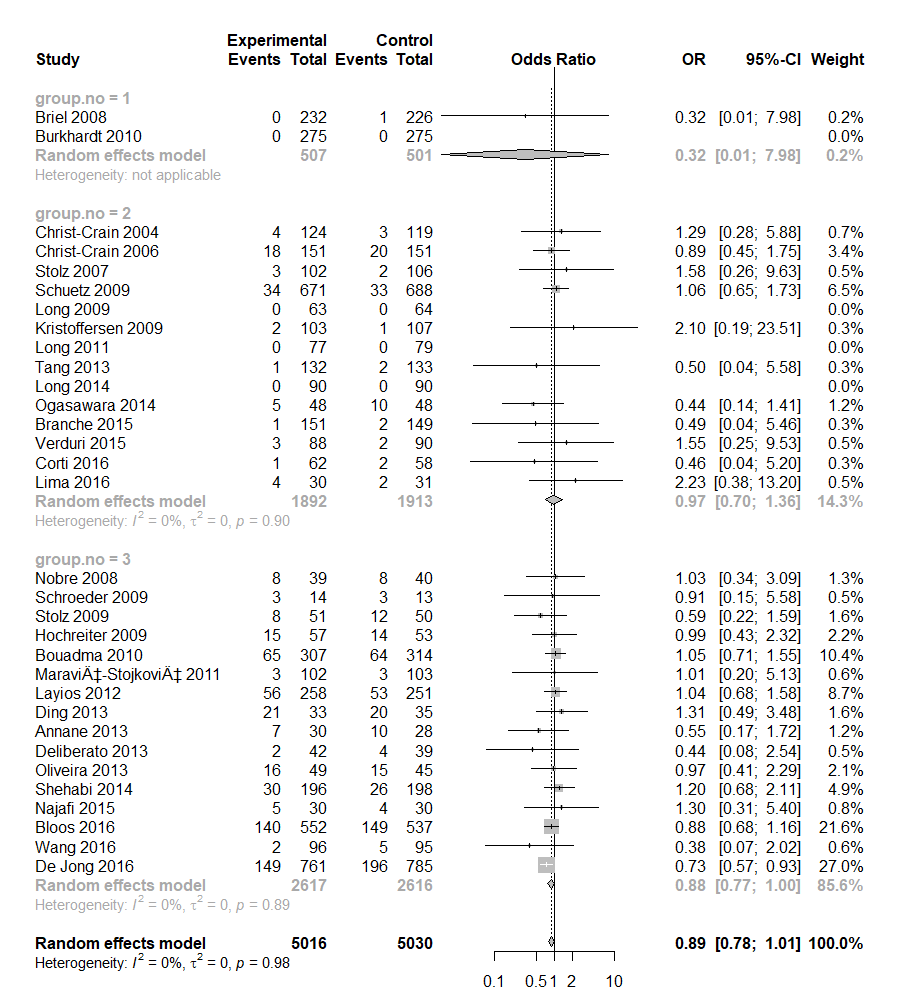 Experimental Control
Study Events Total Events Total Odds Ratio OR 95%-CI Weight
group.no = 1
Briel 2008 0 232 1 226 0.32 [0.01; 7.98] 0.2%
Burkhardt 2010 0 275 0 275 0.0%
Random effects model 507 501 0.32 [0.01; 7.98] 0.2%
Heterogeneity: not applicable
group.no = 2
Christ-Crain 2004 4 124 3 119 1.29 [0.28; 5.88] 0.7%
Christ-Crain 2006 18 151 20 151 0.89 [0.45; 1.75] 3.4%
Stolz 2007 3 102 2 106 1.58 [0.26; 9.63] 0.5%
Schuetz 2009 34 671 33 688 1.06 [0.65; 1.73] 6.5%
Long 2009 0 63 0 64 0.0%
Kristoffersen 2009 2 103 1 107 2.10 [0.19; 23.51] 0.3%
Long 2011 0 77 0 79 0.0%
Tang 2013 1 132 2 133 0.50 [0.04; 5.58] 0.3%
Long 2014 0 90 0 90 0.0%
Ogasawara 2014 5 48 10 48 0.44 [0.14; 1.41] 1.2%
Branche 2015 1 151 2 149 0.49 [0.04; 5.46] 0.3%
Verduri 2015 3 88 2 90 1.55 [0.25; 9.53] 0.5%
Corti 2016 1 62 2 58 0.46 [0.04; 5.20] 0.3%
Lima 2016 4 30 2 31 2.23 [0.38; 13.20] 0.5%
Random effects model 1892 1913 0.97 [0.70; 1.36] 14.3%
Heterogeneity: I² = 0%, τ² = 0, p = 0.90
group.no = 3
Nobre 2008 8 39 8 40 1.03 [0.34; 3.09] 1.3%
Schroeder 2009 3 14 3 13 0.91 [0.15; 5.58] 0.5%
Stolz 2009 8 51 12 50 0.59 [0.22; 1.59] 1.6%
Hochreiter 2009 15 57 14 53 0.99 [0.43; 2.32] 2.2%
Bouadma 2010 65 307 64 314 1.05 [0.71; 1.55] 10.4%
MaraviÄ‡-StojkoviÄ‡ 2011 3 102 3 103 1.01 [0.20; 5.13] 0.6%
Layios 2012 56 258 53 251 1.04 [0.68; 1.58] 8.7%
Ding 2013 21 33 20 35 1.31 [0.49; 3.48] 1.6%
Annane 2013 7 30 10 28 0.55 [0.17; 1.72] 1.2%
Deliberato 2013 2 42 4 39 0.44 [0.08; 2.54] 0.5%
Oliveira 2013 16 49 15 45 0.97 [0.41; 2.29] 2.1%
Shehabi 2014 30 196 26 198 1.20 [0.68; 2.11] 4.9%
Najafi 2015 5 30 4 30 1.30 [0.31; 5.40] 0.8%
Bloos 2016 140 552 149 537 0.88 [0.68; 1.16] 21.6%
Wang 2016 2 96 5 95 0.38 [0.07; 2.02] 0.6%
De Jong 2016 149 761 196 785 0.73 [0.57; 0.93] 27.0%
Random effects model 2617 2616 0.88 [0.77; 1.00] 85.6%
Heterogeneity: I² = 0%, τ² = 0, p = 0.89
Random effects model 5016 5030 0.89 [0.78; 1.01] 100.0%
Heterogeneity: I² = 0%, τ² = 0, p = 0.98
0.1 0.5 1 2 10